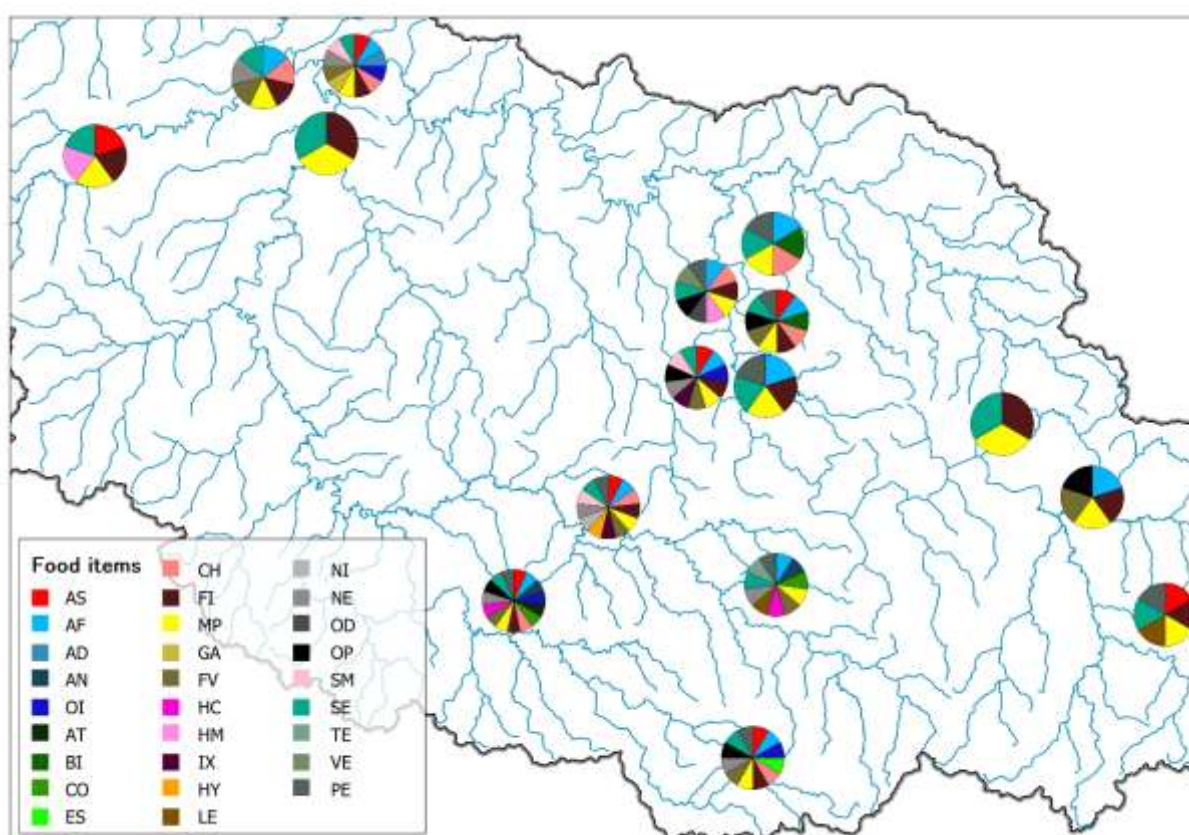 Food items
AS
AF
AD
AN
OI
AT
BI
CO
ES
CH
FI
MP
GA
FV
HC
HM
IX
HY
LE
NI
NE
OD
OP
SM
SE
TE
VE
PE